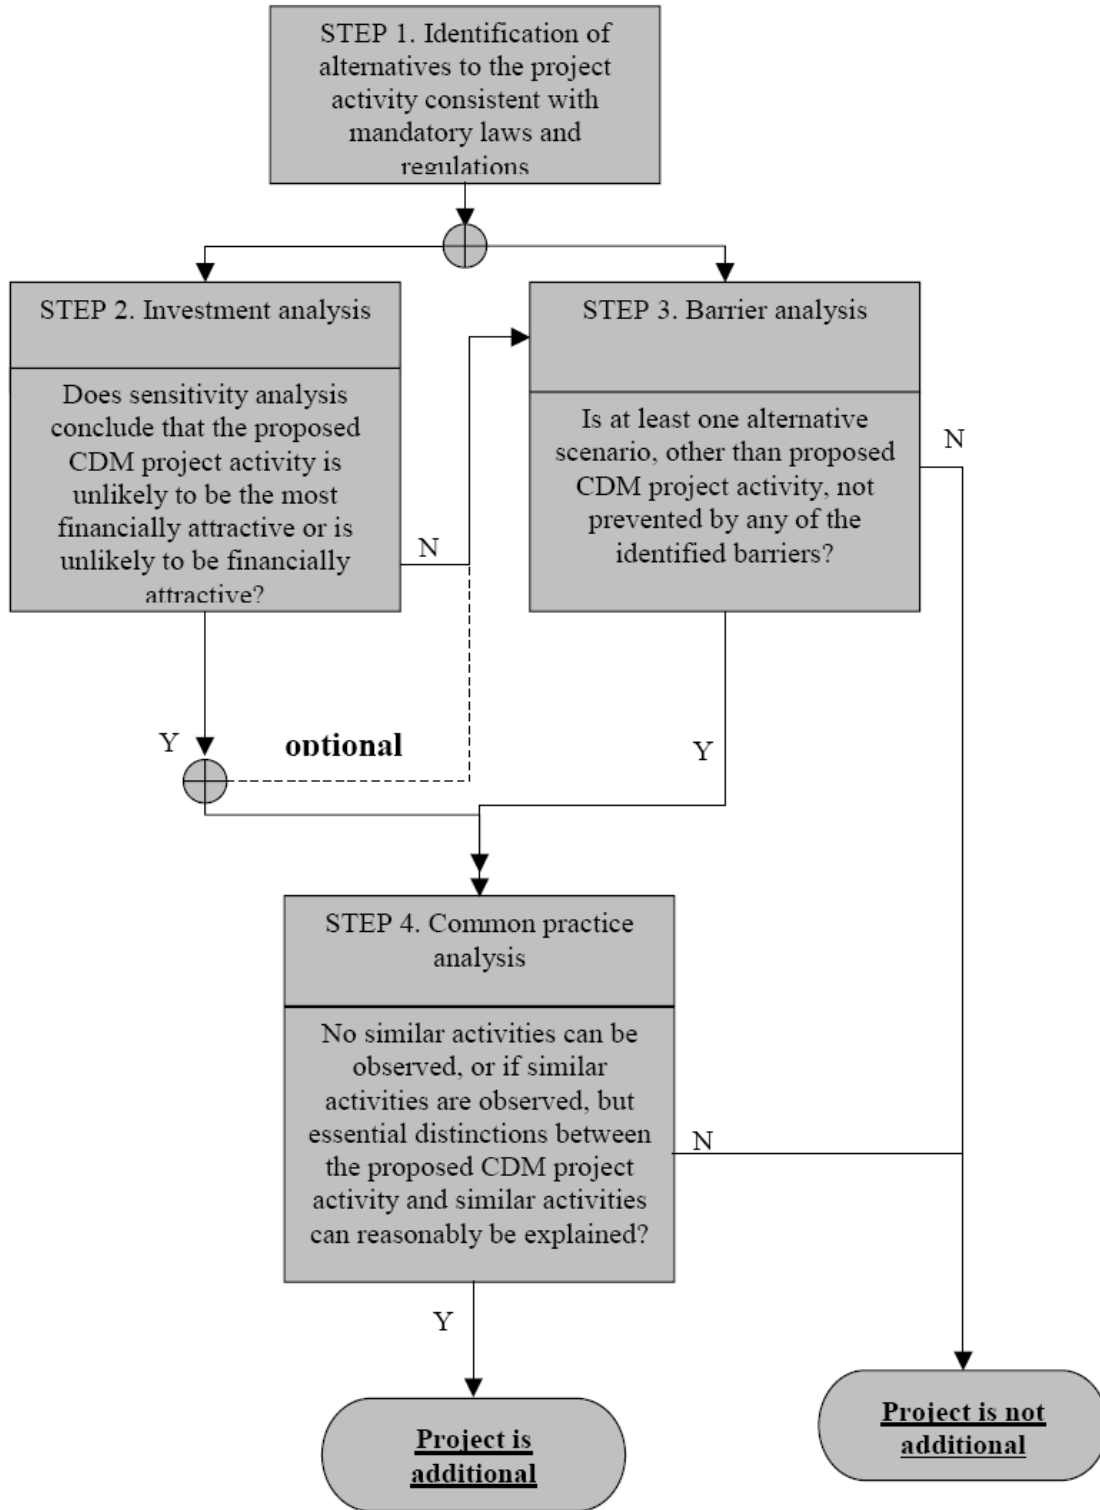 STEP 1. Identification of
alternatives to the project
activity consistent with
mandatory laws and
regulations
STEP 2. Investment analysis
Does sensitivity analysis
conclude that the proposed
CDM project activity is
unlikely to be the most
financially attractive or is
unlikely to be financially
attractive?
N
STEP 3. Barrier analysis
Is at least one alternative
scenario, other than proposed
CDM project activity, not
prevented by any of the
identified barriers?
N
Y
optional
Y
STEP 4. Common practice
analysis
No similar activities can be
observed, or if similar
activities are observed, but
essential distinctions between
the proposed CDM project
activity and similar activities
can reasonably be explained?
N
Y
Project is
additional
Project is not
additional